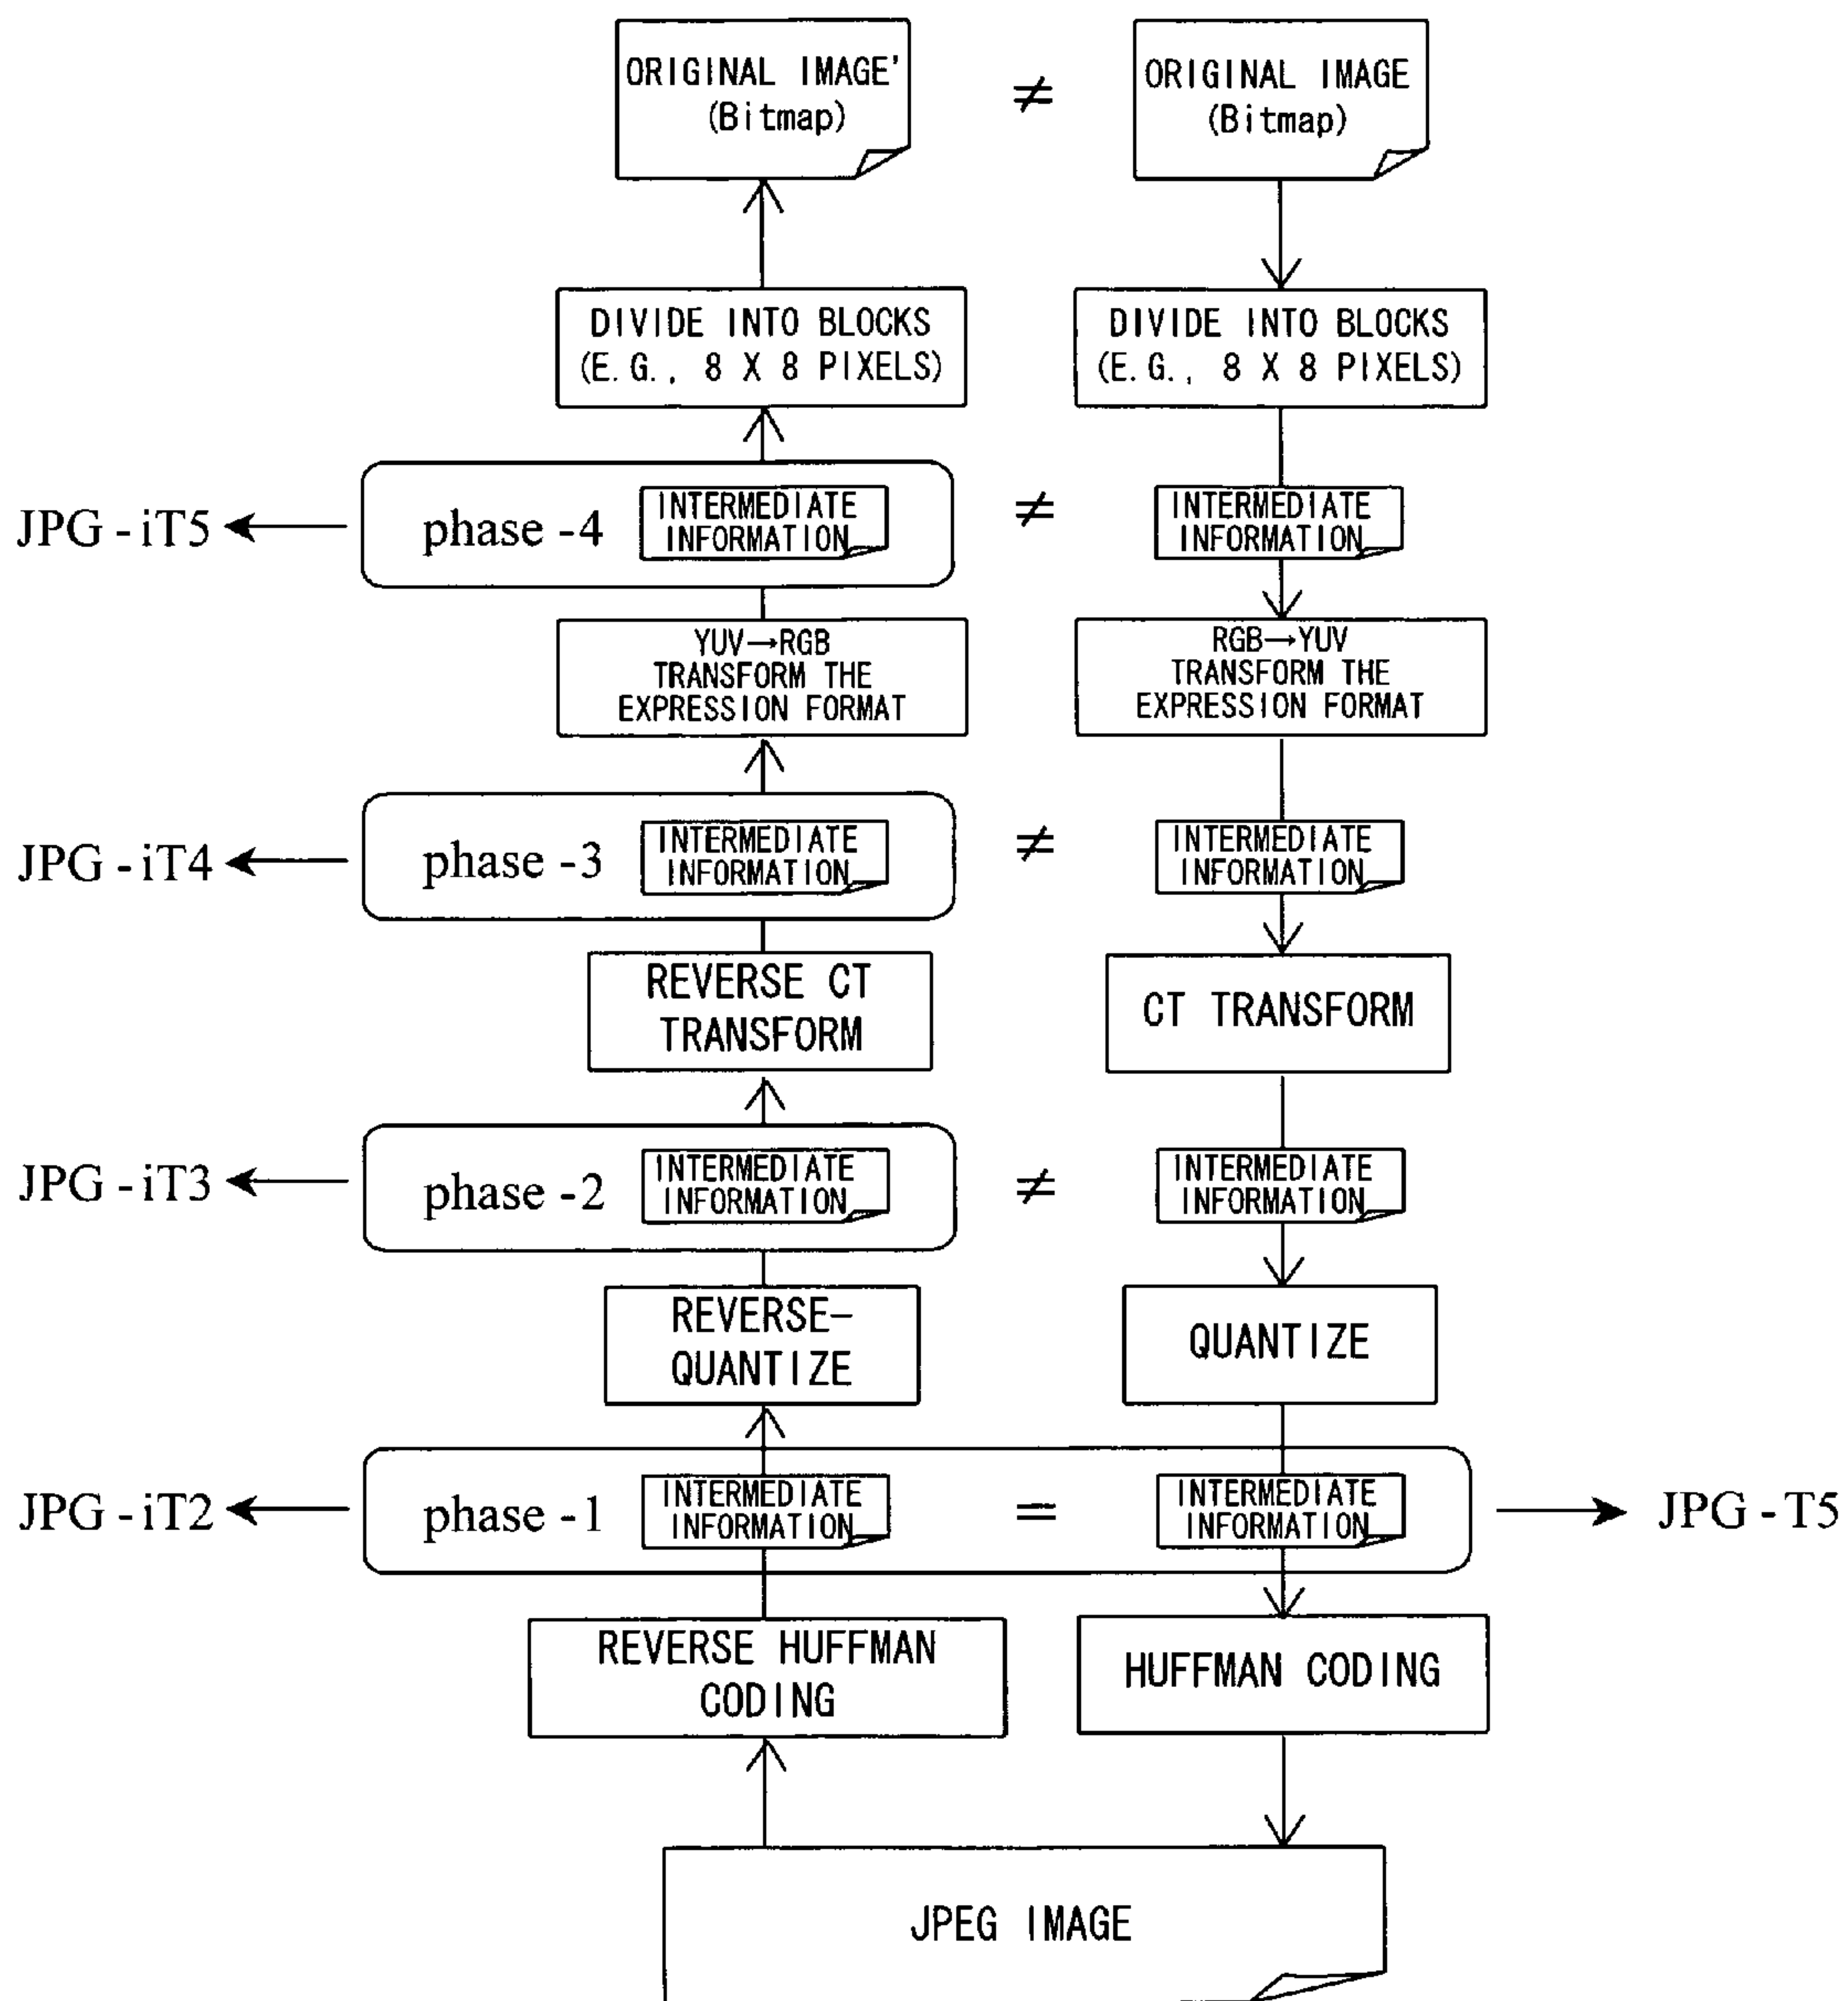 ORIGINAL IMAGE'
(Bitmap)
≠
ORIGINAL IMAGE
(Bitmap)
DIVIDE INTO BLOCKS
(E.G., 8 X 8 PIXELS)
DIVIDE INTO BLOCKS
(E.G., 8 X 8 PIXELS)
JPG-iT5
phase-4
INTERMEDIATE
INFORMATION
≠
INTERMEDIATE
INFORMATION
YUV→RGB
TRANSFORM THE
EXPRESSION FORMAT
RGB→YUV
TRANSFORM THE
EXPRESSION FORMAT
JPG-iT4
phase-3
INTERMEDIATE
INFORMATION
≠
INTERMEDIATE
INFORMATION
REVERSE CT
TRANSFORM
CT TRANSFORM
JPG-iT3
phase-2
INTERMEDIATE
INFORMATION
≠
INTERMEDIATE
INFORMATION
REVERSE-
QUANTIZE
QUANTIZE
JPG-iT2
phase-1
INTERMEDIATE
INFORMATION
=
INTERMEDIATE
INFORMATION
JPG-T5
REVERSE HUFFMAN
CODING
HUFFMAN CODING
JPEG IMAGE